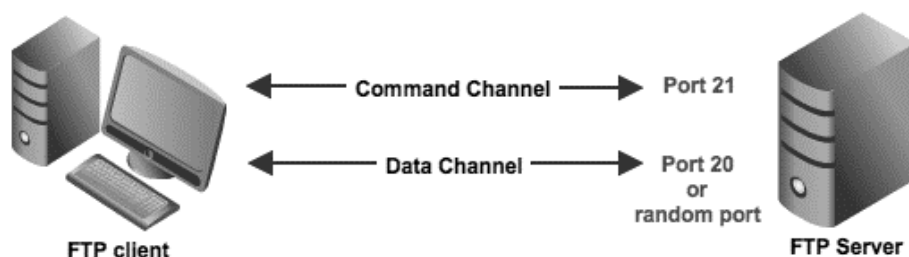 Command Channel
Port 21
Data Channel
Port 20
or
random port
FTP client
FTP Server